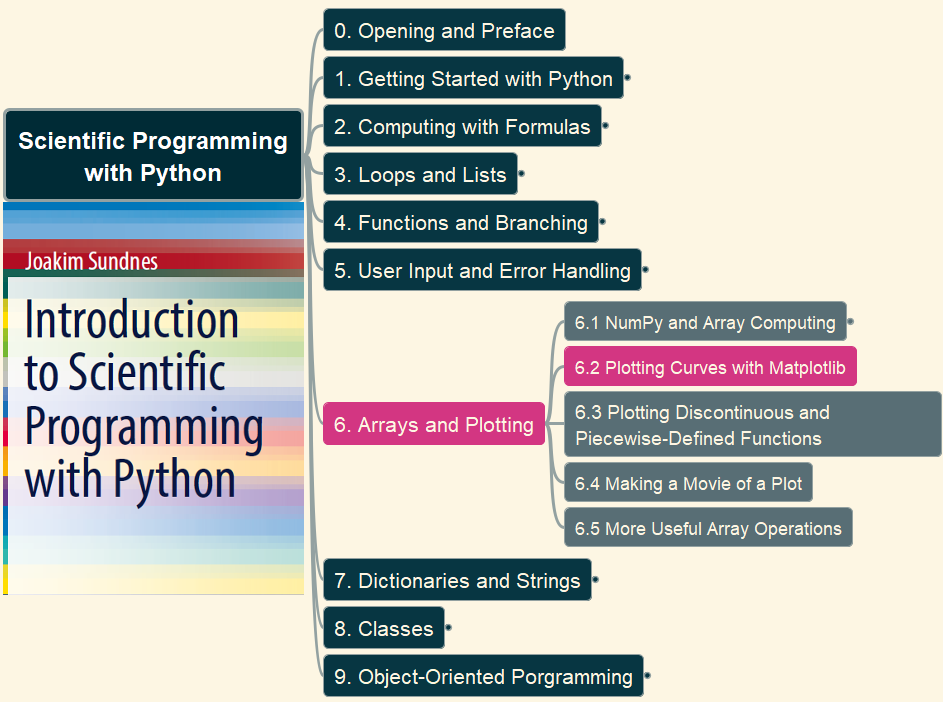 Scientific Programming
with Python
Joakim Sundnes
Introduction
to Scientific
Programming
with Python
0. Opening and Preface
1. Getting Started with Python
2. Computing with Formulas
3. Loops and Lists
4. Functions and Branching
5. User Input and Error Handling
6. Arrays and Plotting
6.1 NumPy and Array Computing
6.2 Plotting Curves with Matplotlib
6.3 Plotting Discontinuous and
Piecewise-Defined Functions
6.4 Making a Movie of a Plot
6.5 More Useful Array Operations
7. Dictionaries and Strings
8. Classes
9. Object-Oriented Porgramming